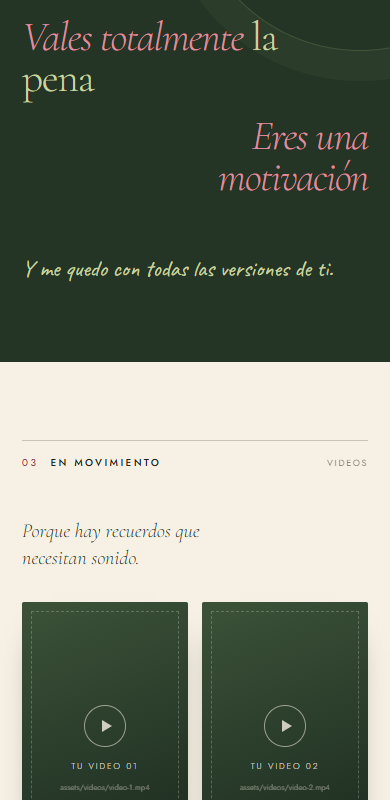 Vales totalmente la
pena
Eres una
motivación
Y me quedo con todas las versiones de ti.
03 EN MOVIMIENTO
VIDEOS
Porque hay recuerdos que
necesitan sonido.
TU VIDEO 01
assets/videos/video-1.mp4
TU VIDEO 02
assets/videos/video-2.mp4